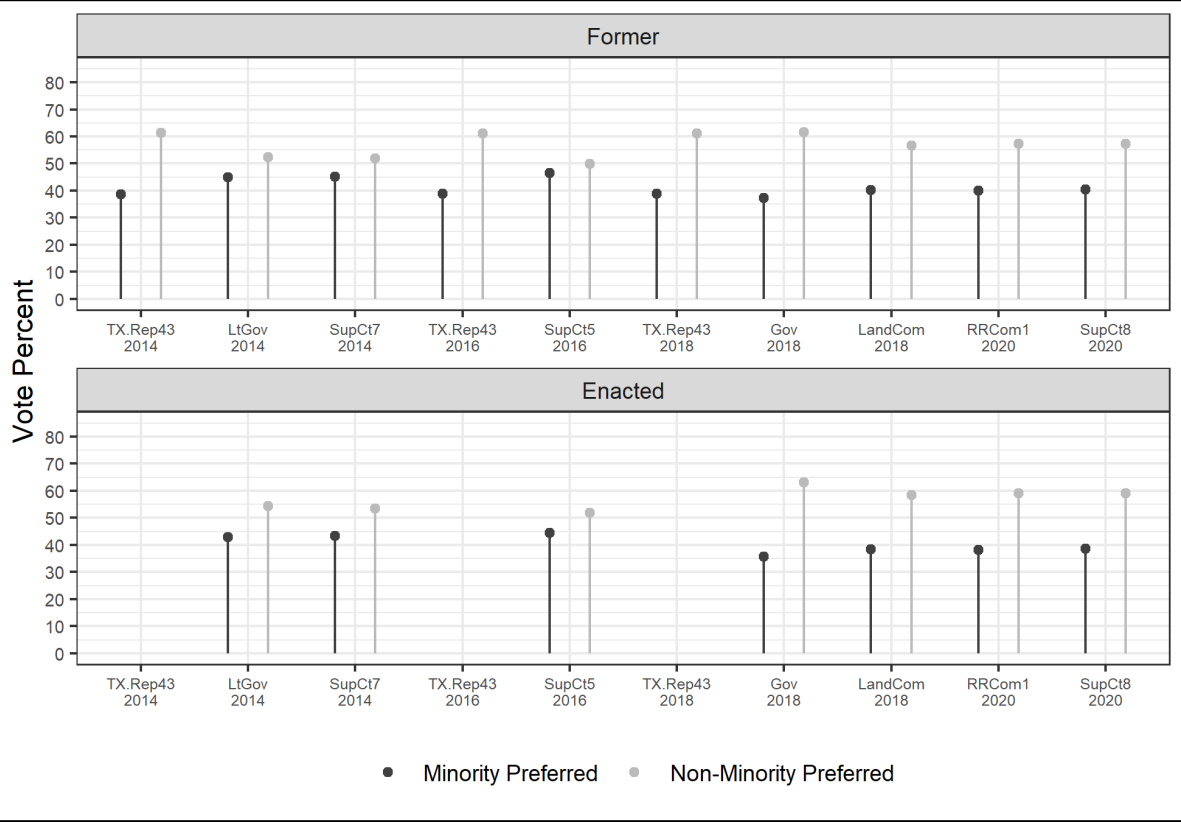 Former
80
70
60
50
40
30
20
10
0
TX.Rep43 LtGov SupCt7 TX.Rep43 SupCt5 TX.Rep43 Gov LandCom RRCom1 SupCt8
2014 2014 2014 2016 2016 2018 2018 2018 2020 2020
Vote Percent
Enacted
80
70
60
50
40
30
20
10
0
TX.Rep43 LtGov SupCt7 TX.Rep43 SupCt5 TX.Rep43 Gov LandCom RRCom1 SupCt8
2014 2014 2014 2016 2016 2018 2018 2018 2020 2020
Minority Preferred Non-Minority Preferred